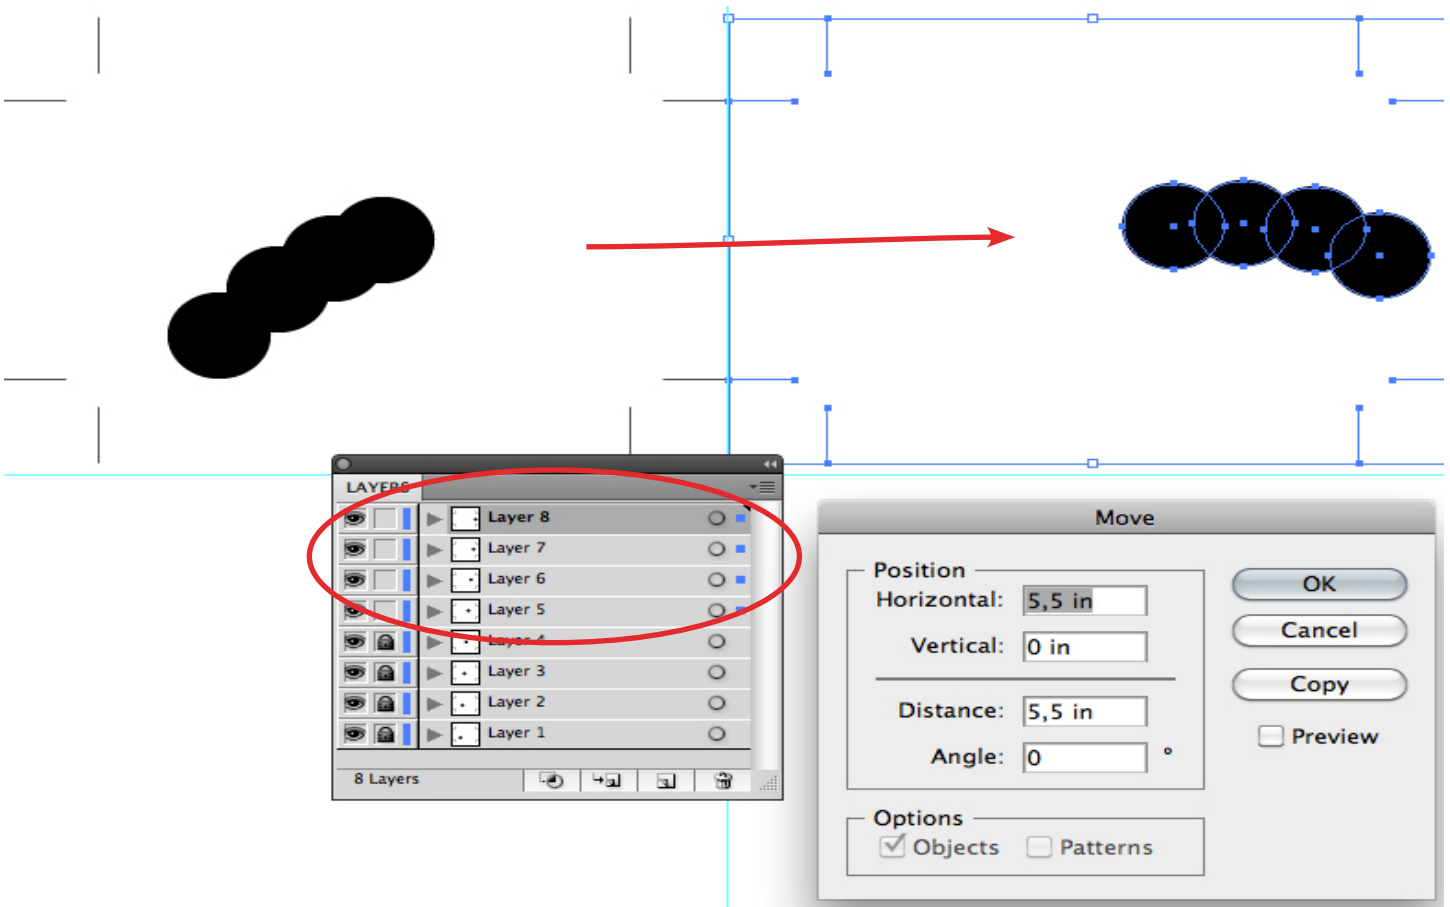 LAYERS
Layer 8
Layer 7
Layer 6
Layer 5
Layer 4
Layer 3
Layer 2
Layer 1
8 Layers
Move
Position
Horizontal: 5,5 in
Vertical: 0 in
Distance: 5,5 in
Angle: 0 °
OK
Cancel
Copy
Preview
Options
Objects Patterns